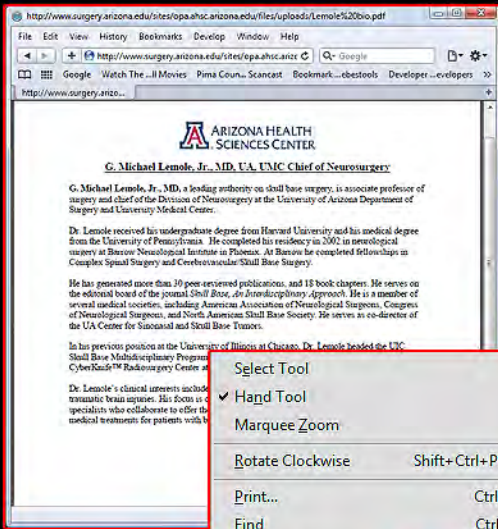 http://www.surgery.arizona.edu/sites/opa.ahsc.arizona.edu/files/uploads/Lemole%20bio.pdf
File Edit View History Bookmarks Develop Window Help
http://www.surgery.arizona.edu/sites/opa.ahsc.arizc
Google
Google Watch The ...ll Movies Pima Coun... Scancast Bookmark...ebestools Developer ...evelopers
http://www.surgery.arizo...
ARIZONA HEALTH
SCIENCES CENTER
G. Michael Lemole, Jr., MD, UA, UMC Chief of Neurosurgery
G. Michael Lemole, Jr., MD, a leading authority on skull base surgery, is associate professor of
surgery and chief of the Division of Neurosurgery at the University of Arizona Department of
Surgery and University Medical Center.
Dr. Lemole received his undergraduate degree from Harvard University and his medical degree
from the University of Pennsylvania. He completed his residency in 2002 in neurological
surgery at Barrow Neurological Institute in Phoenix. At Barrow he completed fellowships in
Complex Spinal Surgery and Cerebrovascular/Skull Base Surgery.
He has generated more than 30 peer-reviewed publications, and 18 book chapters. He serves on
the editorial board of the journal Skull Base, An Interdisciplinary Approach. He is a member of
several medical societies, including American Association of Neurological Surgeons, Congress
of Neurological Surgeons, and North American Skull Base Society. He serves as co-director of
the UA Center for Sinonasal and Skull Base Tumors.
In his previous position at the University of Illinois at Chicago, Dr. Lemole headed the UIC
Skull Base Multidisciplinary Program
CyberKnife™ Radiosurgery Center at
Dr. Lemole's clinical interests include
traumatic brain injuries. His focus is
specialists who collaborate to offer the
medical treatments for patients with
Select Tool
Hand Tool
Marquee Zoom
Rotate Clockwise Shift+Ctrl+P
Print... Ctrl
Find Ctrl